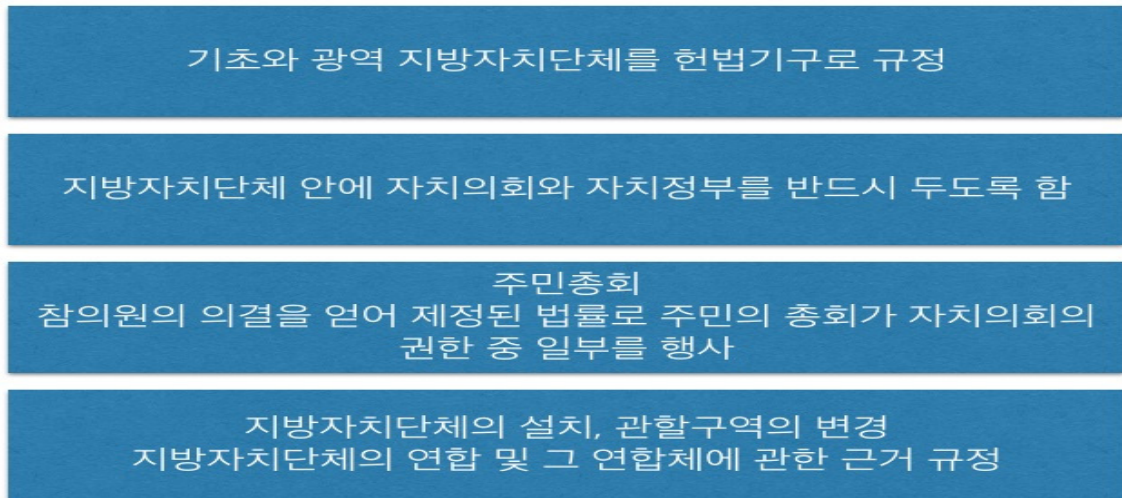 기초와 광역 지방자치단체를 헌법기구로 규정
지방자치단체 안에 자치의회와 자치정부를 반드시 두도록 함
주민총회
참의원의 의결을 얻어 제정된 법률로 주민의 총회가 자치의회의
권한 중 일부를 행사
지방자치단체의 설치, 관할구역의 변경
지방자치단체의 연합 및 그 연합체에 관한 근거 규정